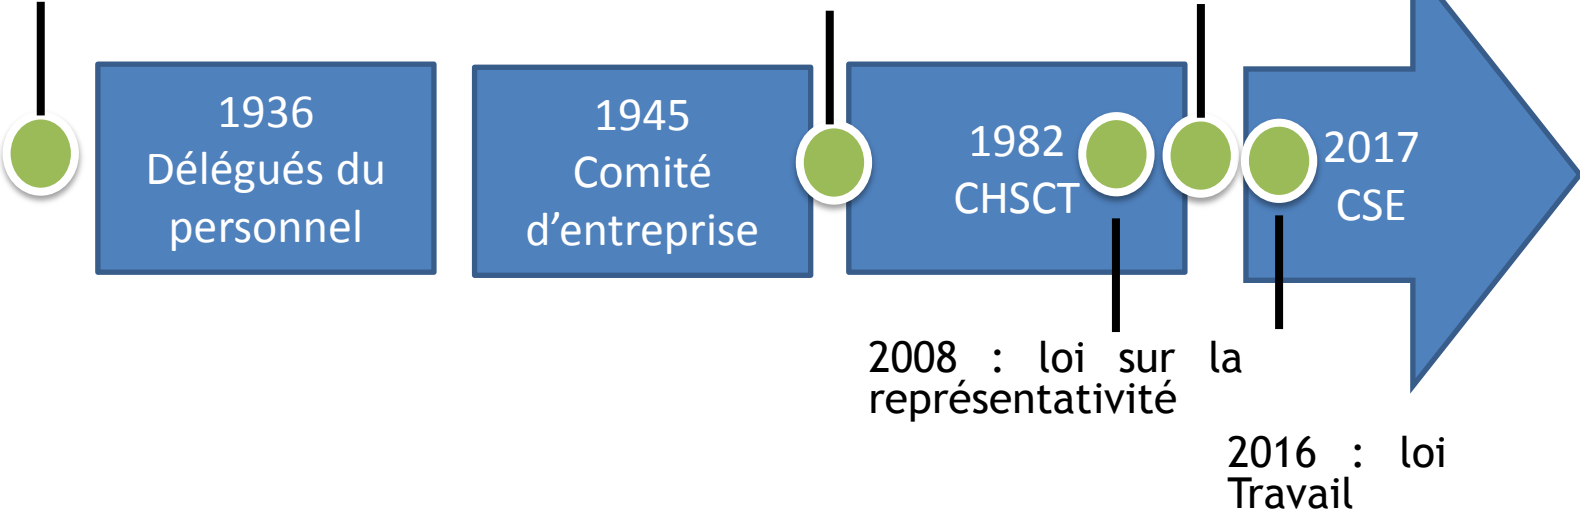 1936
Délégués du
personnel
1945
Comité
d’entreprise
1982
CHSCT
2017
CSE
2008 : loi sur la
représentativité
2016 : loi
Travail